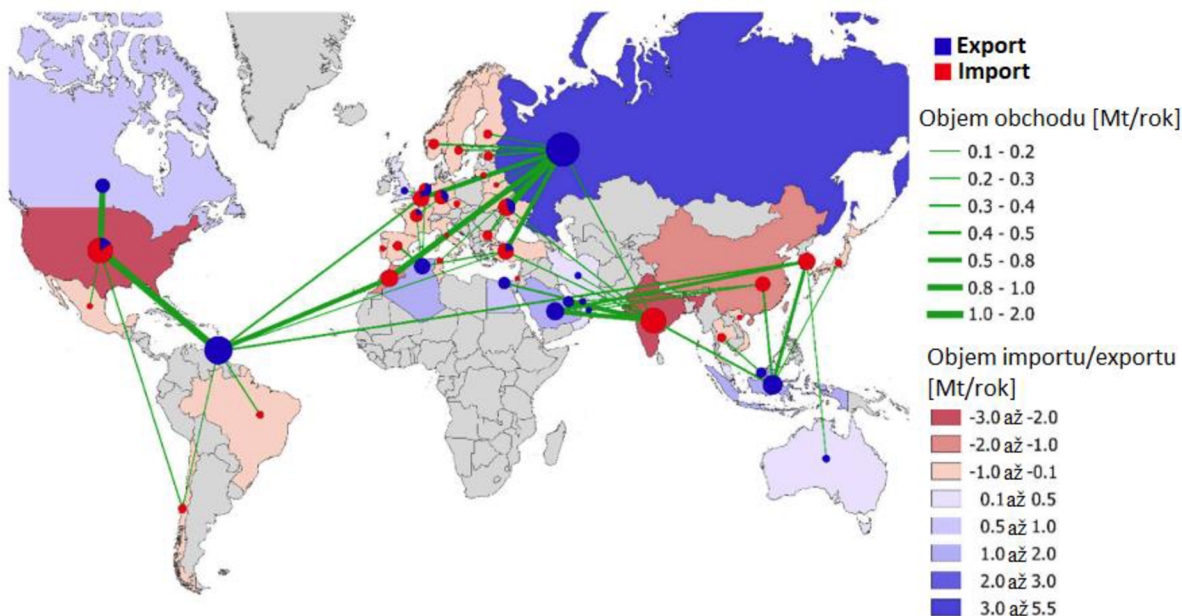 Export
Import
Objem obchodu [Mt/rok]
0.1 - 0.2
0.2 - 0.3
0.3 - 0.4
0.4 - 0.5
0.5 - 0.8
0.8 - 1.0
1.0 - 2.0
Objem importu/exportu
[Mt/rok]
-3.0 až -2.0
-2.0 až -1.0
-1.0 až -0.1
0.1 až 0.5
0.5 až 1.0
1.0 až 2.0
2.0 až 3.0
3.0 až 5.5